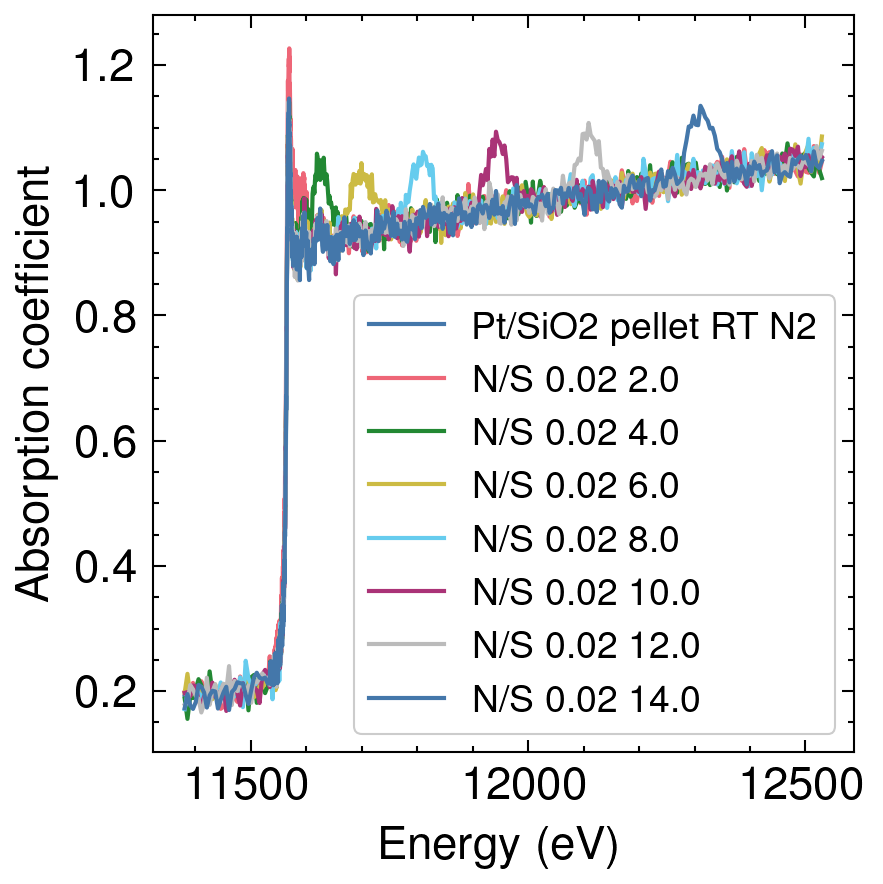 1.2
1.0
0.8
0.6
0.4
0.2
Absorption coefficient
Pt/SiO2 pellet RT N2
N/S 0.02 2.0
N/S 0.02 4.0
N/S 0.02 6.0
N/S 0.02 8.0
N/S 0.02 10.0
N/S 0.02 12.0
N/S 0.02 14.0
11500 12000 12500
Energy (eV)